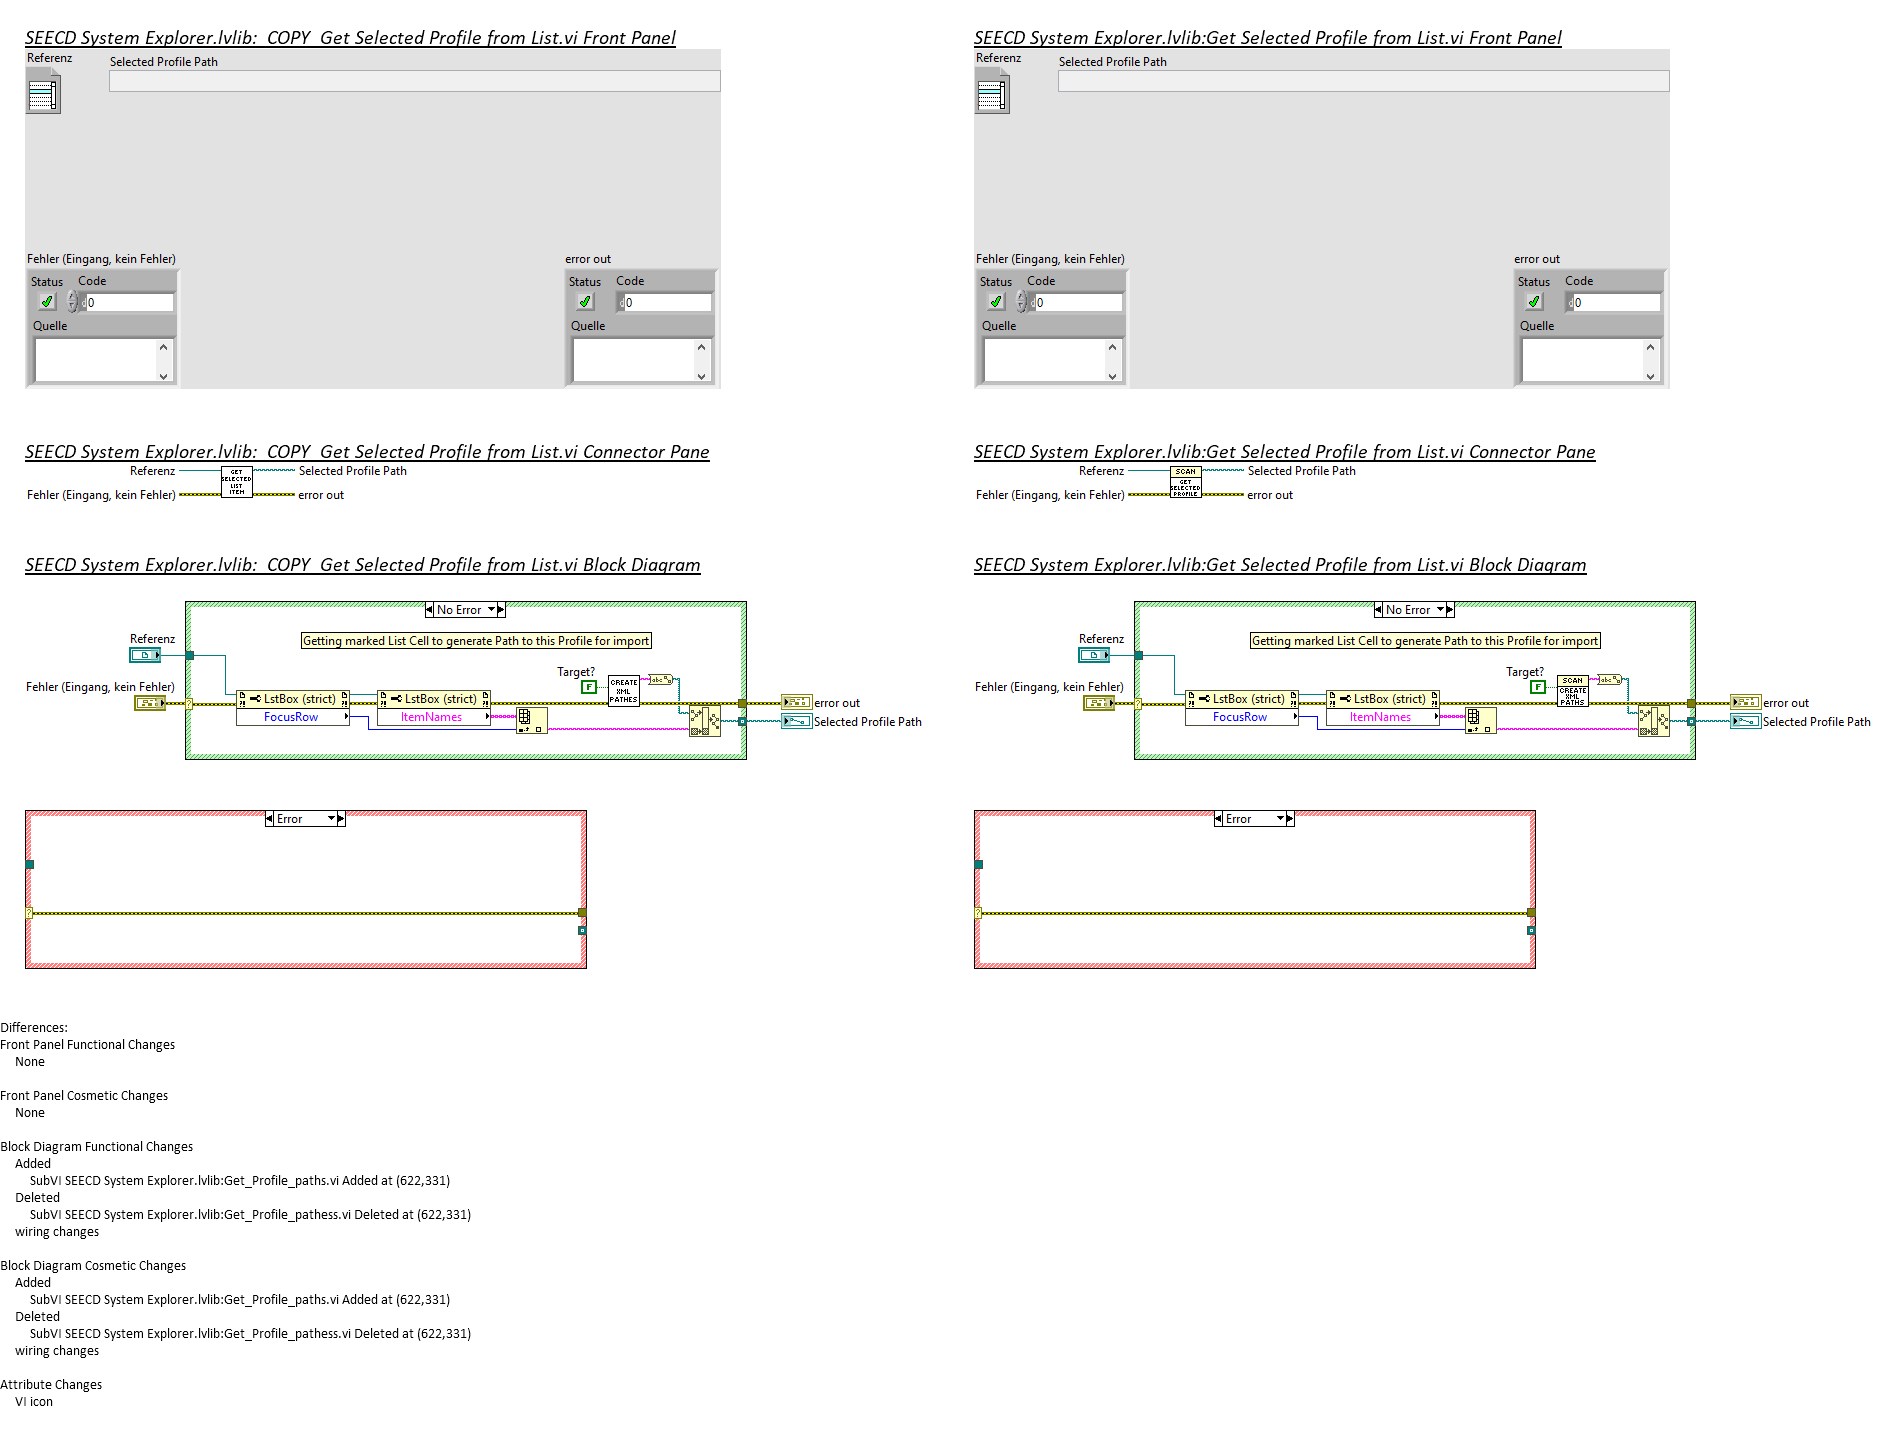 SEECD System Explorer.lvlib:  COPY  Get Selected Profile from List.vi Front Panel
Referenz
Selected Profile Path
Fehler (Eingang, kein Fehler)
error out
Status Code
0
Quelle
Status Code
0
Quelle
SEECD System Explorer.lvlib:Get Selected Profile from List.vi Front Panel
Referenz
Selected Profile Path
Fehler (Eingang, kein Fehler)
error out
Status Code
0
Quelle
Status Code
0
Quelle
SEECD System Explorer.lvlib:  COPY  Get Selected Profile from List.vi Connector Pane
Referenz
Fehler (Eingang, kein Fehler)
GET
SELECTED
LIST
ITEM
Selected Profile Path
error out
SEECD System Explorer.lvlib:Get Selected Profile from List.vi Connector Pane
Referenz
Fehler (Eingang, kein Fehler)
SCAN
GET
SELECTED
PROFILE
Selected Profile Path
error out
SEECD System Explorer.lvlib:  COPY  Get Selected Profile from List.vi Block Diagram
No Error
Getting marked List Cell to generate Path to this Profile for import
Referenz
Fehler (Eingang, kein Fehler)
?
LstBox (strict)
FocusRow
LstBox (strict)
ItemNames
Target?
F
CREATE
XML
PATHES
abc
error out
Selected Profile Path
Error
?
SEECD System Explorer.lvlib:Get Selected Profile from List.vi Block Diagram
No Error
Getting marked List Cell to generate Path to this Profile for import
Referenz
Fehler (Eingang, kein Fehler)
?
LstBox (strict)
FocusRow
LstBox (strict)
ItemNames
Target?
F
SCAN
CREATE
XML
PATHS
abc
error out
Selected Profile Path
Error
?
Differences:
Front Panel Functional Changes
None
Front Panel Cosmetic Changes
None
Block Diagram Functional Changes
Added
SubVI SEECD System Explorer.lvlib:Get_Profile_paths.vi Added at (622,331)
Deleted
SubVI SEECD System Explorer.lvlib:Get_Profile_pathess.vi Deleted at (622,331)
wiring changes
Block Diagram Cosmetic Changes
Added
SubVI SEECD System Explorer.lvlib:Get_Profile_paths.vi Added at (622,331)
Deleted
SubVI SEECD System Explorer.lvlib:Get_Profile_pathess.vi Deleted at (622,331)
wiring changes
Attribute Changes
VI icon